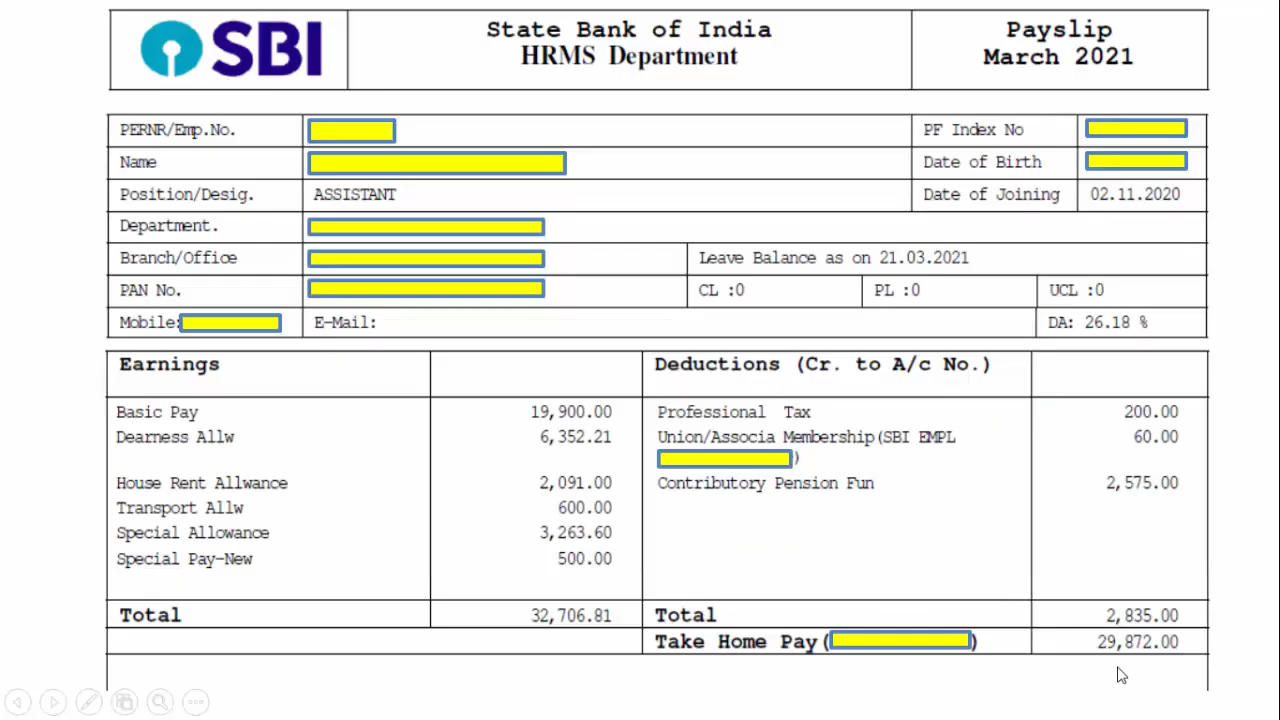 SBI
State Bank of India
HRMS Department
Payslip
March 2021
PERNR/Emp.No.
PF Index No
Name
Date of Birth
Position/Desig. ASSISTANT
Date of Joining 02.11.2020
Department.
Branch/Office
Leave Balance as on 21.03.2021
PAN No.
CL :0 PL :0 UCL :0
Mobile:
E-Mail:
DA: 26.18 %
Earnings
Deductions (Cr. to A/c No.)
Basic Pay 19,900.00
Professional Tax 200.00
Dearness Allw 6,352.21
Union/Associa Membership(SBI EMPL 60.00
)
House Rent Allwance 2,091.00
Contributory Pension Fun 2,575.00
Transport Allw 600.00
Special Allowance 3,263.60
Special Pay-New 500.00
Total 32,706.81
Total 2,835.00
Take Home Pay( ) 29,872.00